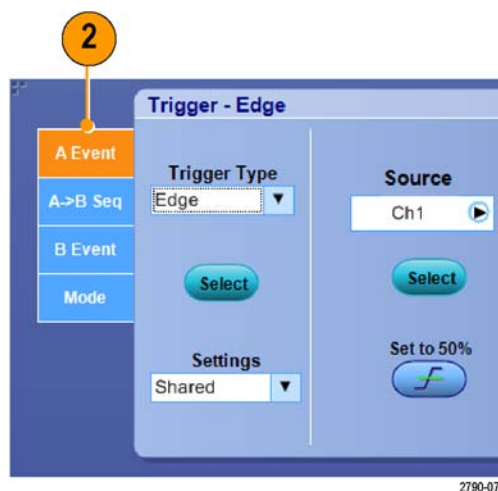 2
Trigger - Edge
A Event
A->B Seq
B Event
Mode
Trigger Type
Edge
Select
Settings
Shared
Source
Ch1
Select
Set to 50%
2790-07